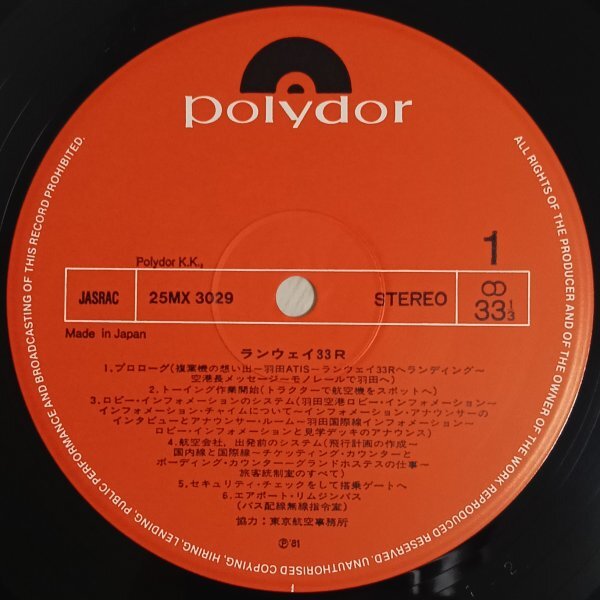 polydor
ALL RIGHTS OF THE PRODUCER AND OF THE OWNER OF THE WORK REPRODUCED RESERVED. UNAUTHORISED COPYING, HIRING, LENDING, PUBLIC PERFORMANCE AND BROADCASTING OF THIS RECORD PROHIBITED.
1
Polydor K.K.,
JASRAC
25MX 3029
STEREO
33 1/3
Made in Japan
ランウェイ33R
1.プロローグ(複葉機の想い出~羽田ATIS~ランウェイ33Rへランディング~
空港長メッセージ~モノレールで羽田へ)
2.トーイング作業開始(トラクターで航空機をスポットへ)
3.ロビー・インフォメーションのシステム(羽田空港ロビー・インフォメーション~
インフォメーション・チャイムについて~インフォメーション・アナウンサーの
インタビューとアナウンサー・ルーム~羽田国際線インフォメーション~
ロビー・インフォメーションと見学デッキのアナウンス)
4.航空会社、出発前のシステム(飛行計画の作成~
国内線と国際線~チケッティング・カウンターと
ボーディング・カウンター~グランドホステスの仕事~
旅客統制室のすべて)
5.セキュリティ・チェックをして搭乗ゲートへ
6.エアポート・リムジンバス
(バス配線無線指令室)
協力:東京航空事務所
℗'81